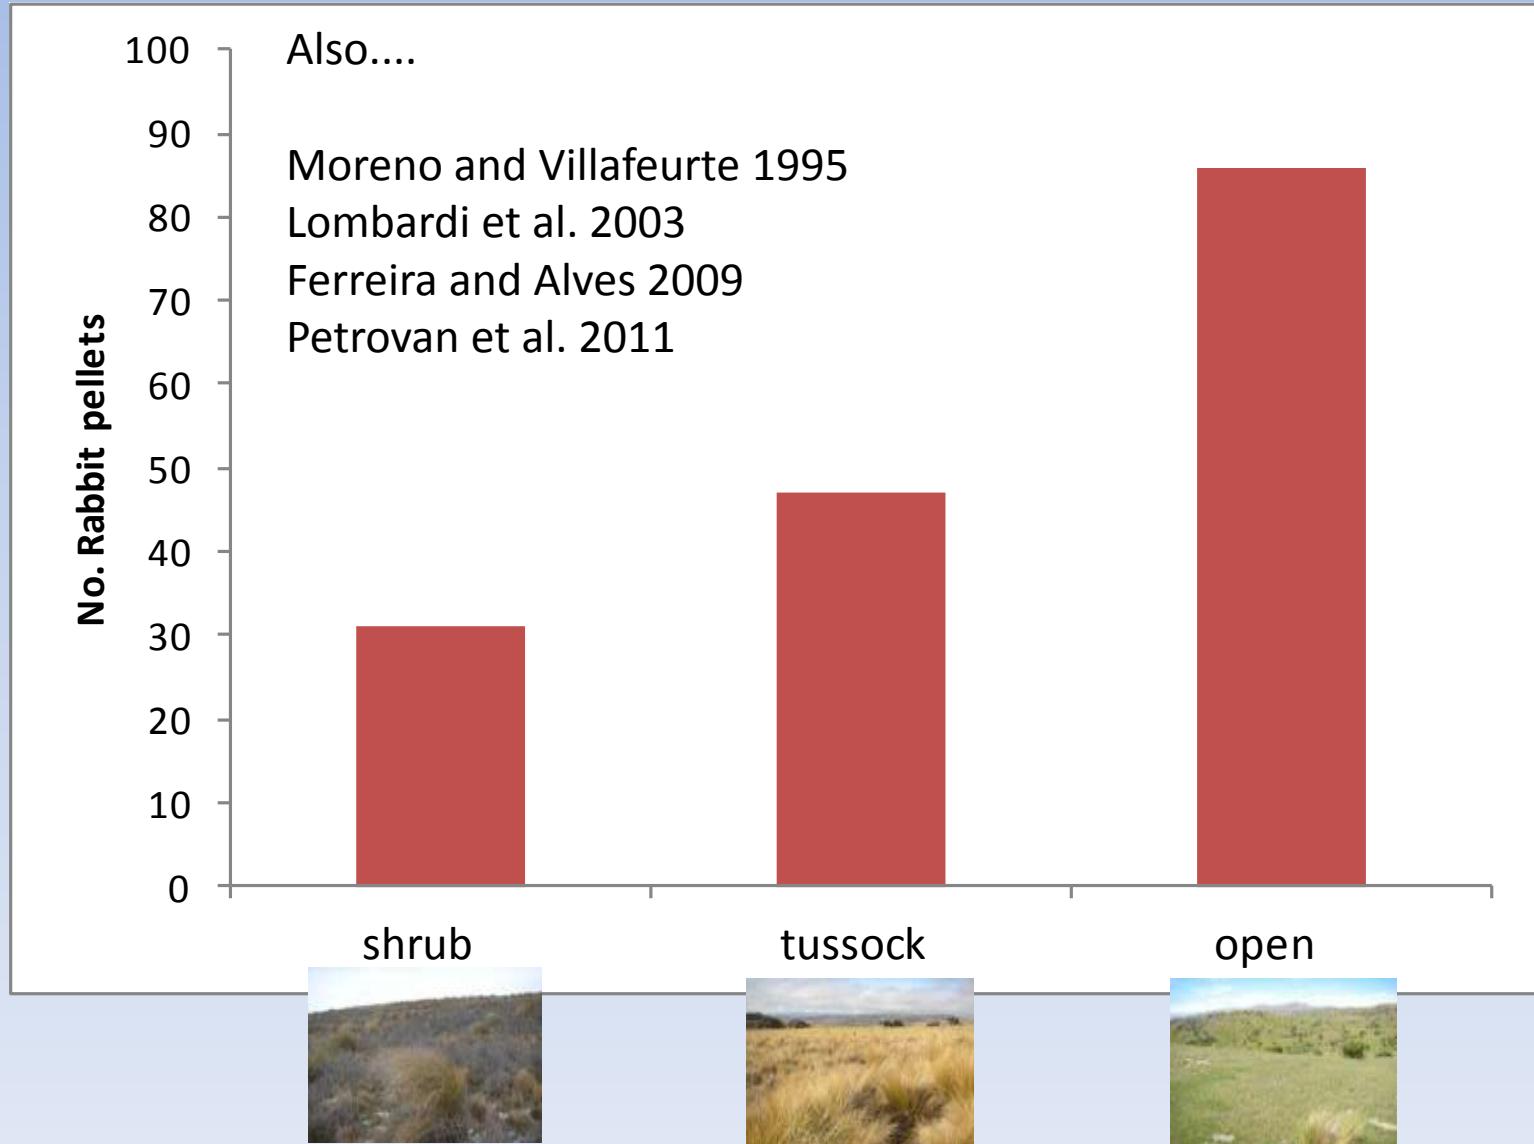 Also....
Moreno and Villafeurte 1995
Lombardi et al. 2003
Ferreira and Alves 2009
Petrovan et al. 2011
No. Rabbit pellets
100
90
80
70
60
50
40
30
20
10
0
shrub
tussock
open